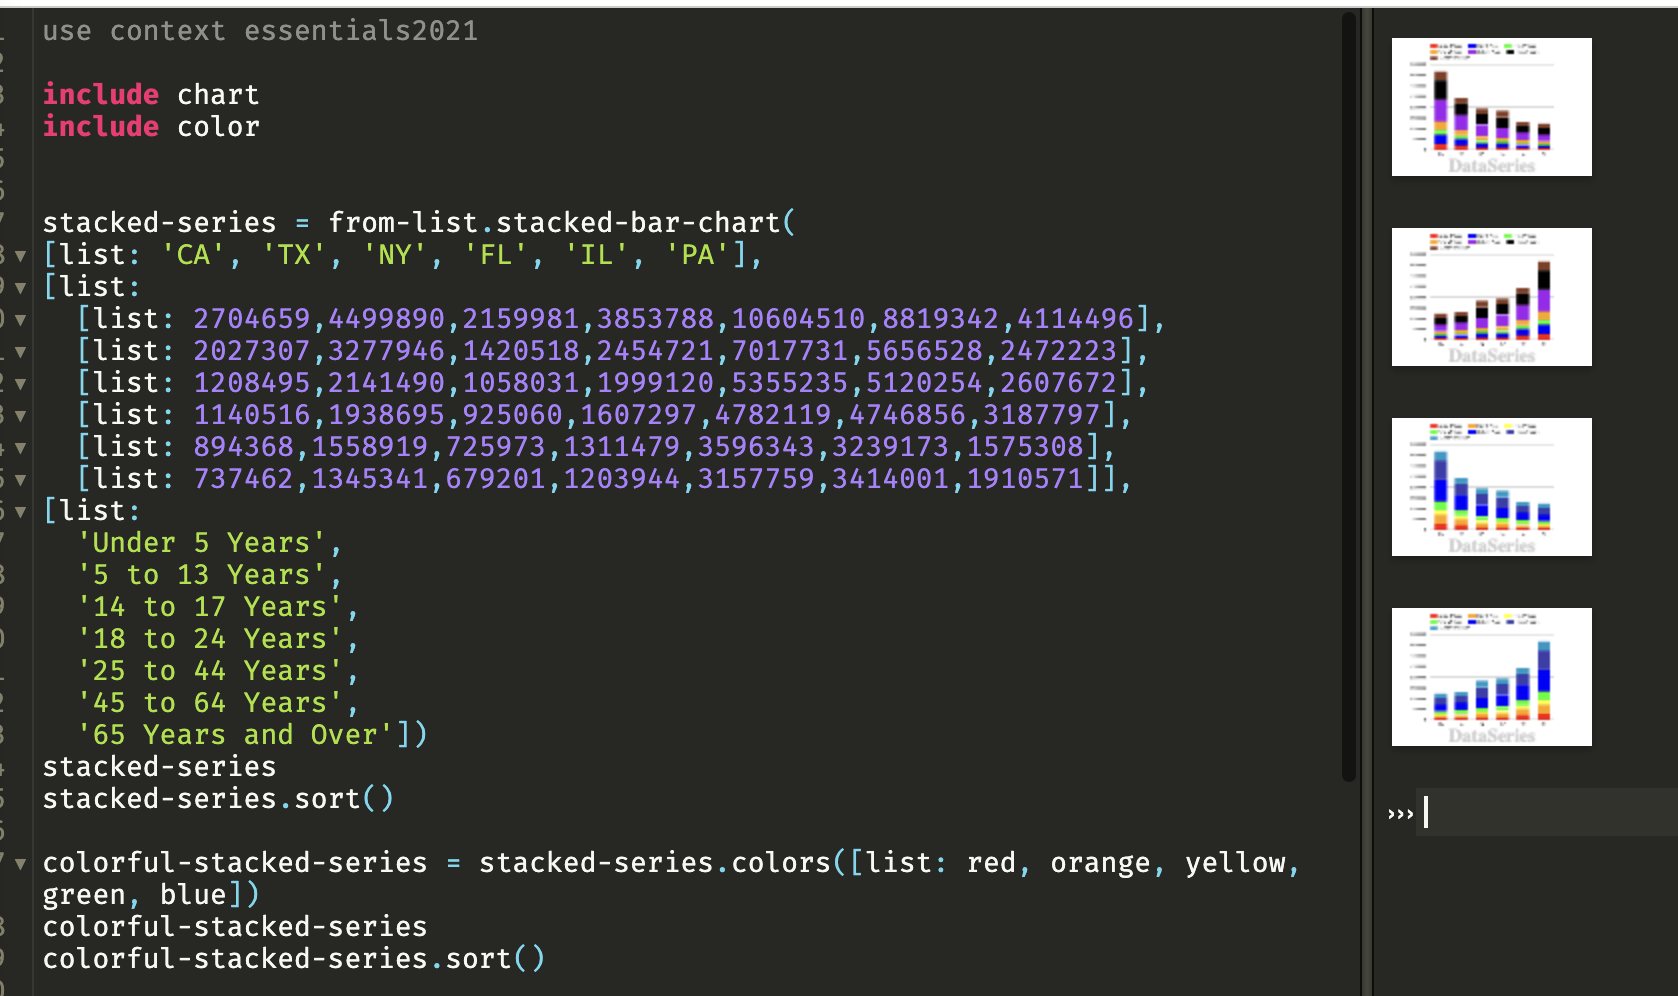 use context essentials2021
include chart
include color
stacked-series = from-list.stacked-bar-chart(
[list: 'CA', 'TX', 'NY', 'FL', 'IL', 'PA'],
[list:
[list: 2704659,4499890,2159981,3853788,10604510,8819342,4114496],
[list: 2027307,3277946,1420518,2454721,7017731,5656528,2472223],
[list: 1208495,2141490,1058031,1999120,5355235,5120254,2607672],
[list: 1140516,1938695,925060,1607297,4782119,4746856,3187797],
[list: 894368,1558919,725973,1311479,3596343,3239173,1575308],
[list: 737462,1345341,679201,1203944,3157759,3414001,1910571]],
[list:
'Under 5 Years',
'5 to 13 Years',
'14 to 17 Years',
'18 to 24 Years',
'25 to 44 Years',
'45 to 64 Years',
'65 Years and Over'])
stacked-series
stacked-series.sort()
colorful-stacked-series = stacked-series.colors([list: red, orange, yellow,
green, blue])
colorful-stacked-series
colorful-stacked-series.sort()
DataSeries
DataSeries
DataSeries
DataSeries
›››